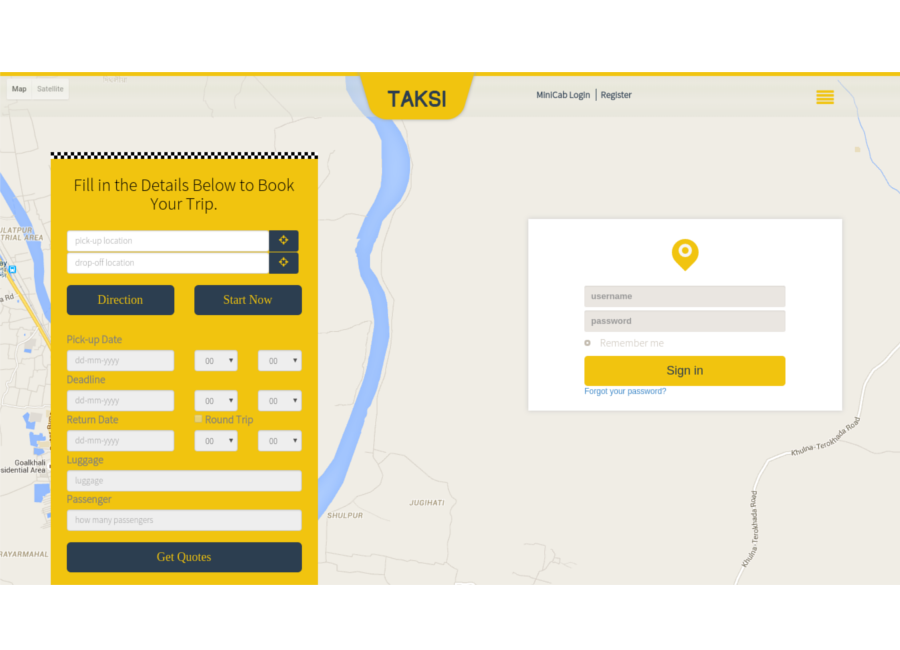 Map Satellite
TAKSI
MiniCab Login | Register
Fill in the Details Below to Book
Your Trip.
pick-up location
drop-off location
Direction Start Now
Pick-up Date
dd-mm-yyyy 00 00
Deadline
dd-mm-yyyy 00 00
Return Date Round Trip
dd-mm-yyyy 00 00
Luggage
luggage
Passenger
how many passengers
Get Quotes
username
password
Remember me
Sign in
Forgot your password?
ULATPUR
TRIAL AREA
Goalkhali
sidential Area
RAYARMAHAL
SHULPUR
JUGIHATI
Khulna-Terokhada Road
Khulna-Terokhada Road